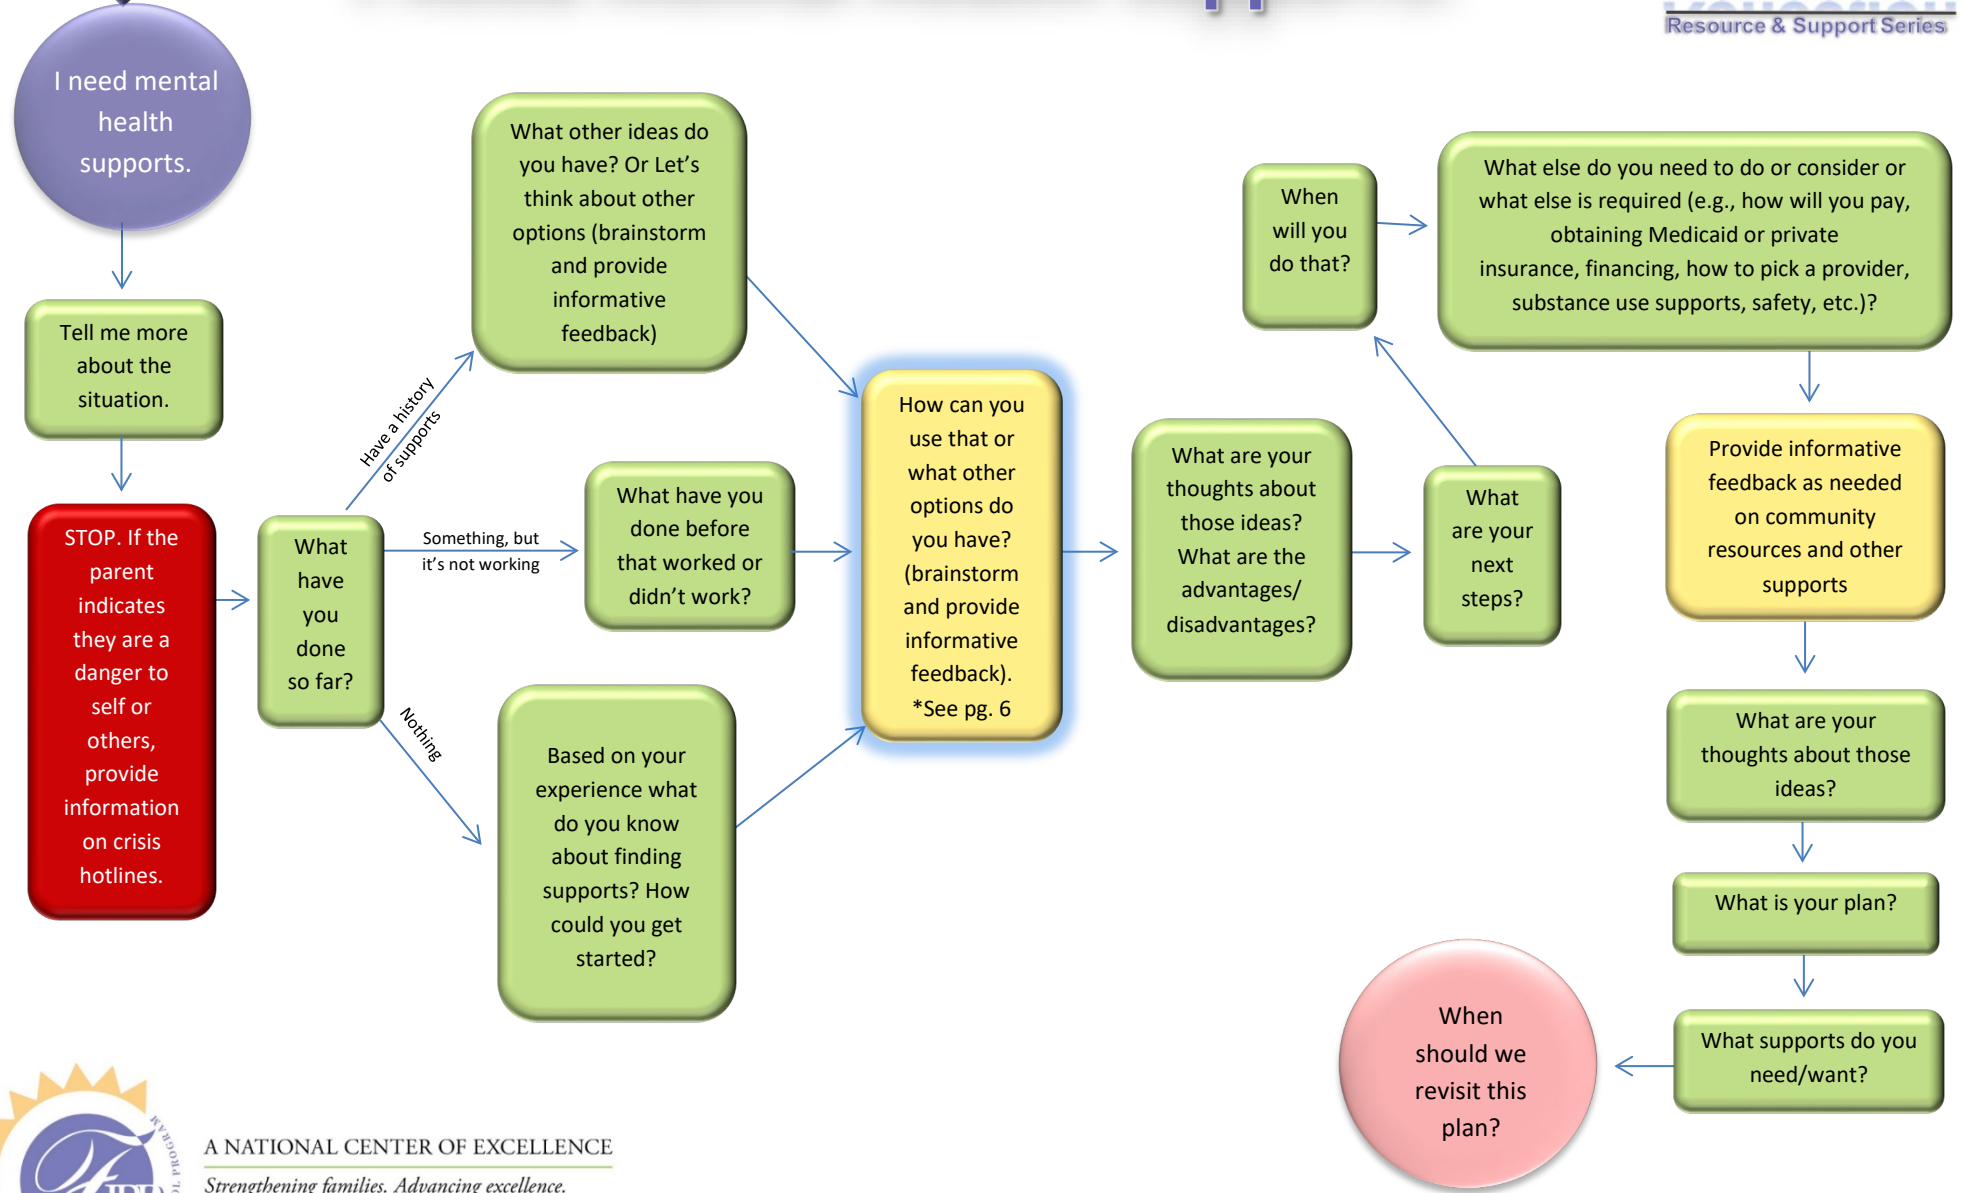 Resource & Support Series
I need mental
health
supports.
Tell me more
about the
situation.
STOP. If the
parent
indicates
they are a
danger to
self or
others,
provide
information
on crisis
hotlines.
What
have
you
done
so far?
Have a history
of supports
Something, but
it's not working
Nothing
What other ideas do
you have? Or Let's
think about other
options (brainstorm
and provide
informative
feedback)
What have you
done before
that worked or
didn't work?
Based on your
experience what
do you know
about finding
supports? How
could you get
started?
How can you
use that or
what other
options do
you have?
(brainstorm
and provide
informative
feedback).
*See pg. 6
What are your
thoughts about
those ideas?
What are the
advantages/
disadvantages?
What
are your
next
steps?
When
will you
do that?
What else do you need to do or consider or
what else is required (e.g., how will you pay,
obtaining Medicaid or private
insurance, financing, how to pick a provider,
substance use supports, safety, etc.)?
Provide informative
feedback as needed
on community
resources and other
supports
What are your
thoughts about those
ideas?
What is your plan?
What supports do you
need/want?
When
should we
revisit this
plan?
PROGRAM
A NATIONAL CENTER OF EXCELLENCE
Strengthening families. Advancing excellence.